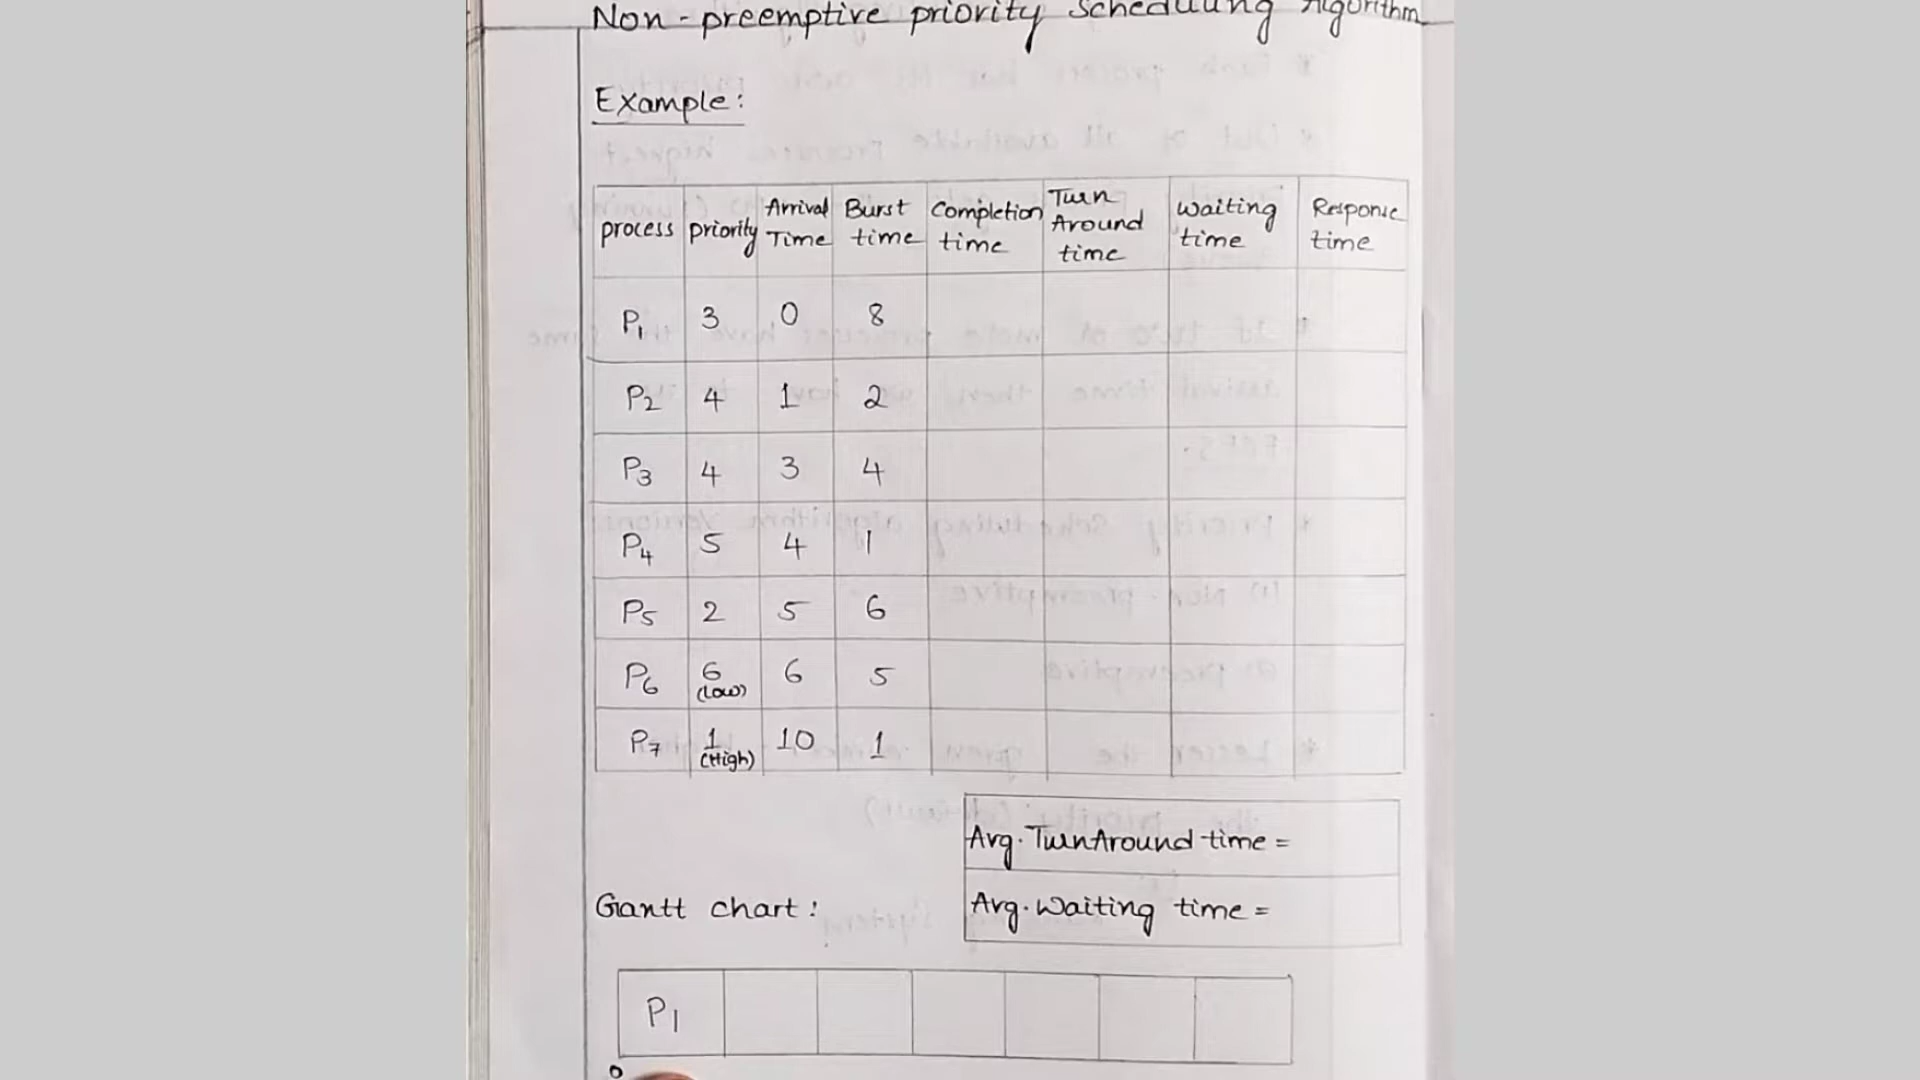 Non-preemptive priority Scheduling Algorithm
Example:
process priority Arrival Time Burst time Completion time Turn Around time waiting time Response time
P1 3 0 8
P2 4 1 2
P3 4 3 4
P4 5 4 1
P5 2 5 6
P6 6 (Low) 6 5
P7 1 (High) 10 1
Avg. TurnAround time =
Avg. waiting time =
Gantt chart:
P1
0